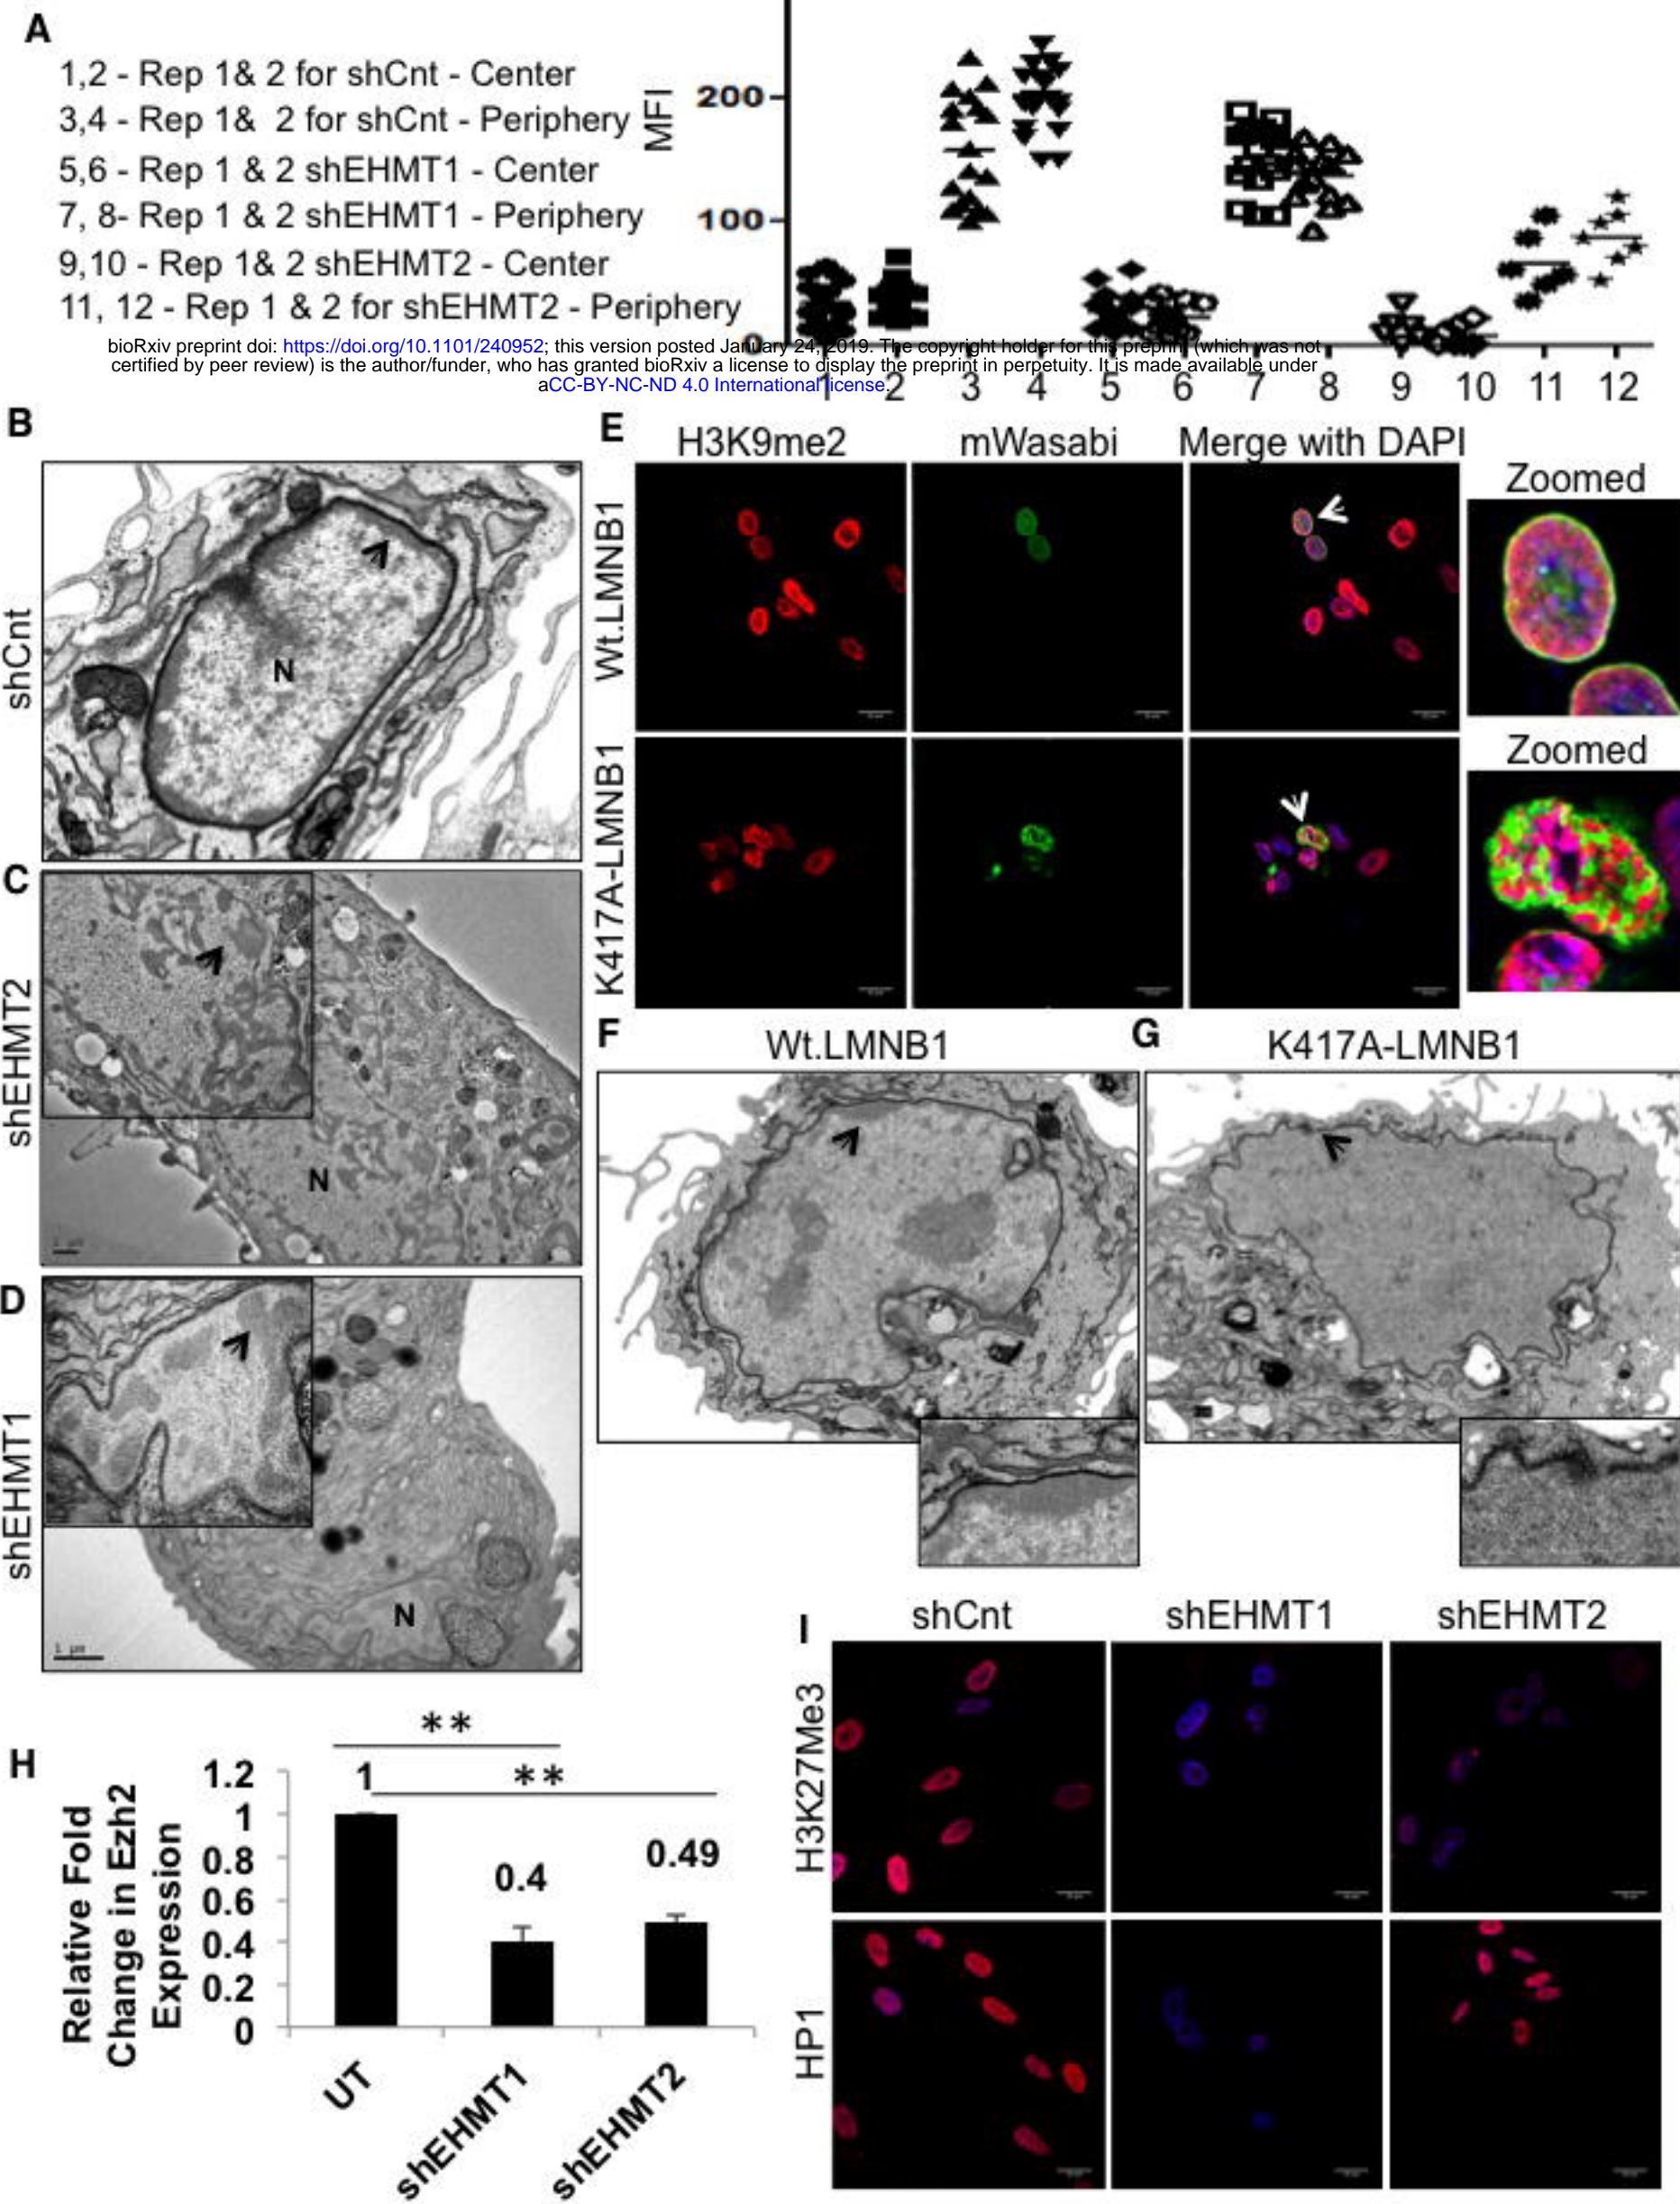 A
1,2 - Rep 1& 2 for shCnt - Center
3,4 - Rep 1& 2 for shCnt - Periphery
5,6 - Rep 1 & 2 shEHMT1 - Center
7, 8- Rep 1 & 2 shEHMT1 - Periphery
9,10 - Rep 1& 2 shEHMT2 - Center
11, 12 - Rep 1 & 2 for shEHMT2 - Periphery
MFI
200
100
0
1 2 3 4 5 6 7 8 9 10 11 12
bioRxiv preprint doi: https://doi.org/10.1101/240952; this version posted January 24, 2019. The copyright holder for this preprint (which was not
certified by peer review) is the author/funder, who has granted bioRxiv a license to display the preprint in perpetuity. It is made available under
aCC-BY-NC-ND 4.0 International license.
B
shCnt
N
C
shEHMT2
N
D
shEHMT1
N
1 µm
E
H3K9me2 mWasabi Merge with DAPI
Zoomed
Wt.LMNB1
Zoomed
K417A-LMNB1
F
Wt.LMNB1
G
K417A-LMNB1
H
Relative Fold
Change in Ezh2
Expression
1.2
1
0.8
0.6
0.4
0.2
0
**
**
1
0.4
0.49
UT
shEHMT1
shEHMT2
I
shCnt shEHMT1 shEHMT2
H3K27Me3
HP1